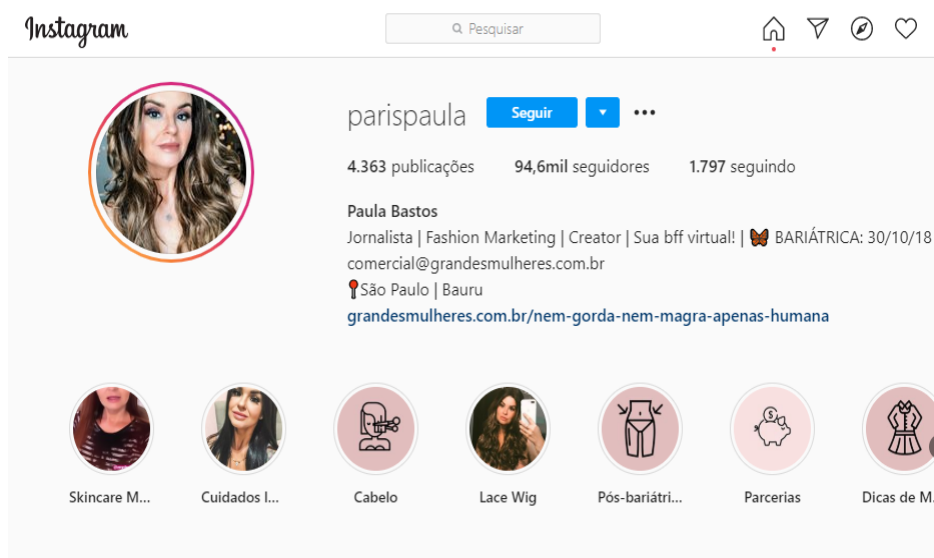 Instagram
Pesquisar
parispaula Seguir
4.363 publicações 94,6mil seguidores 1.797 seguindo
Paula Bastos
Jornalista | Fashion Marketing | Creator | Sua bff virtual! | 🦋 BARIÁTRICA: 30/10/18
comercial@grandesmulheres.com.br
📍São Paulo | Bauru
grandesmulheres.com.br/nem-gorda-nem-magra-apenas-humana
Skincare M... Cuidados I... Cabelo Lace Wig Pós-bariátri... Parcerias Dicas de M.